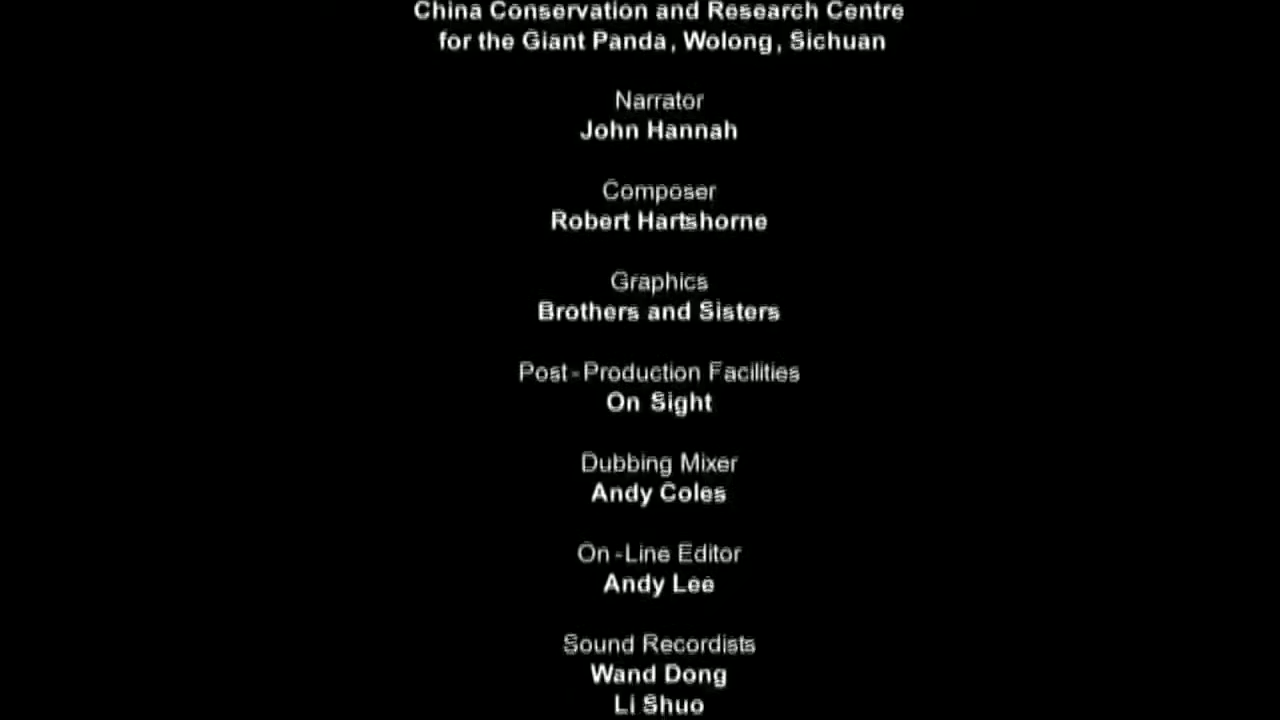 China Conservation and Research Centre
for the Giant Panda, Wolong, Sichuan
Narrator
John Hannah
Composer
Robert Hartshorne
Graphics
Brothers and Sisters
Post-Production Facilities
On Sight
Dubbing Mixer
Andy Coles
On-Line Editor
Andy Lee
Sound Recordists
Wand Dong
Li Shuo